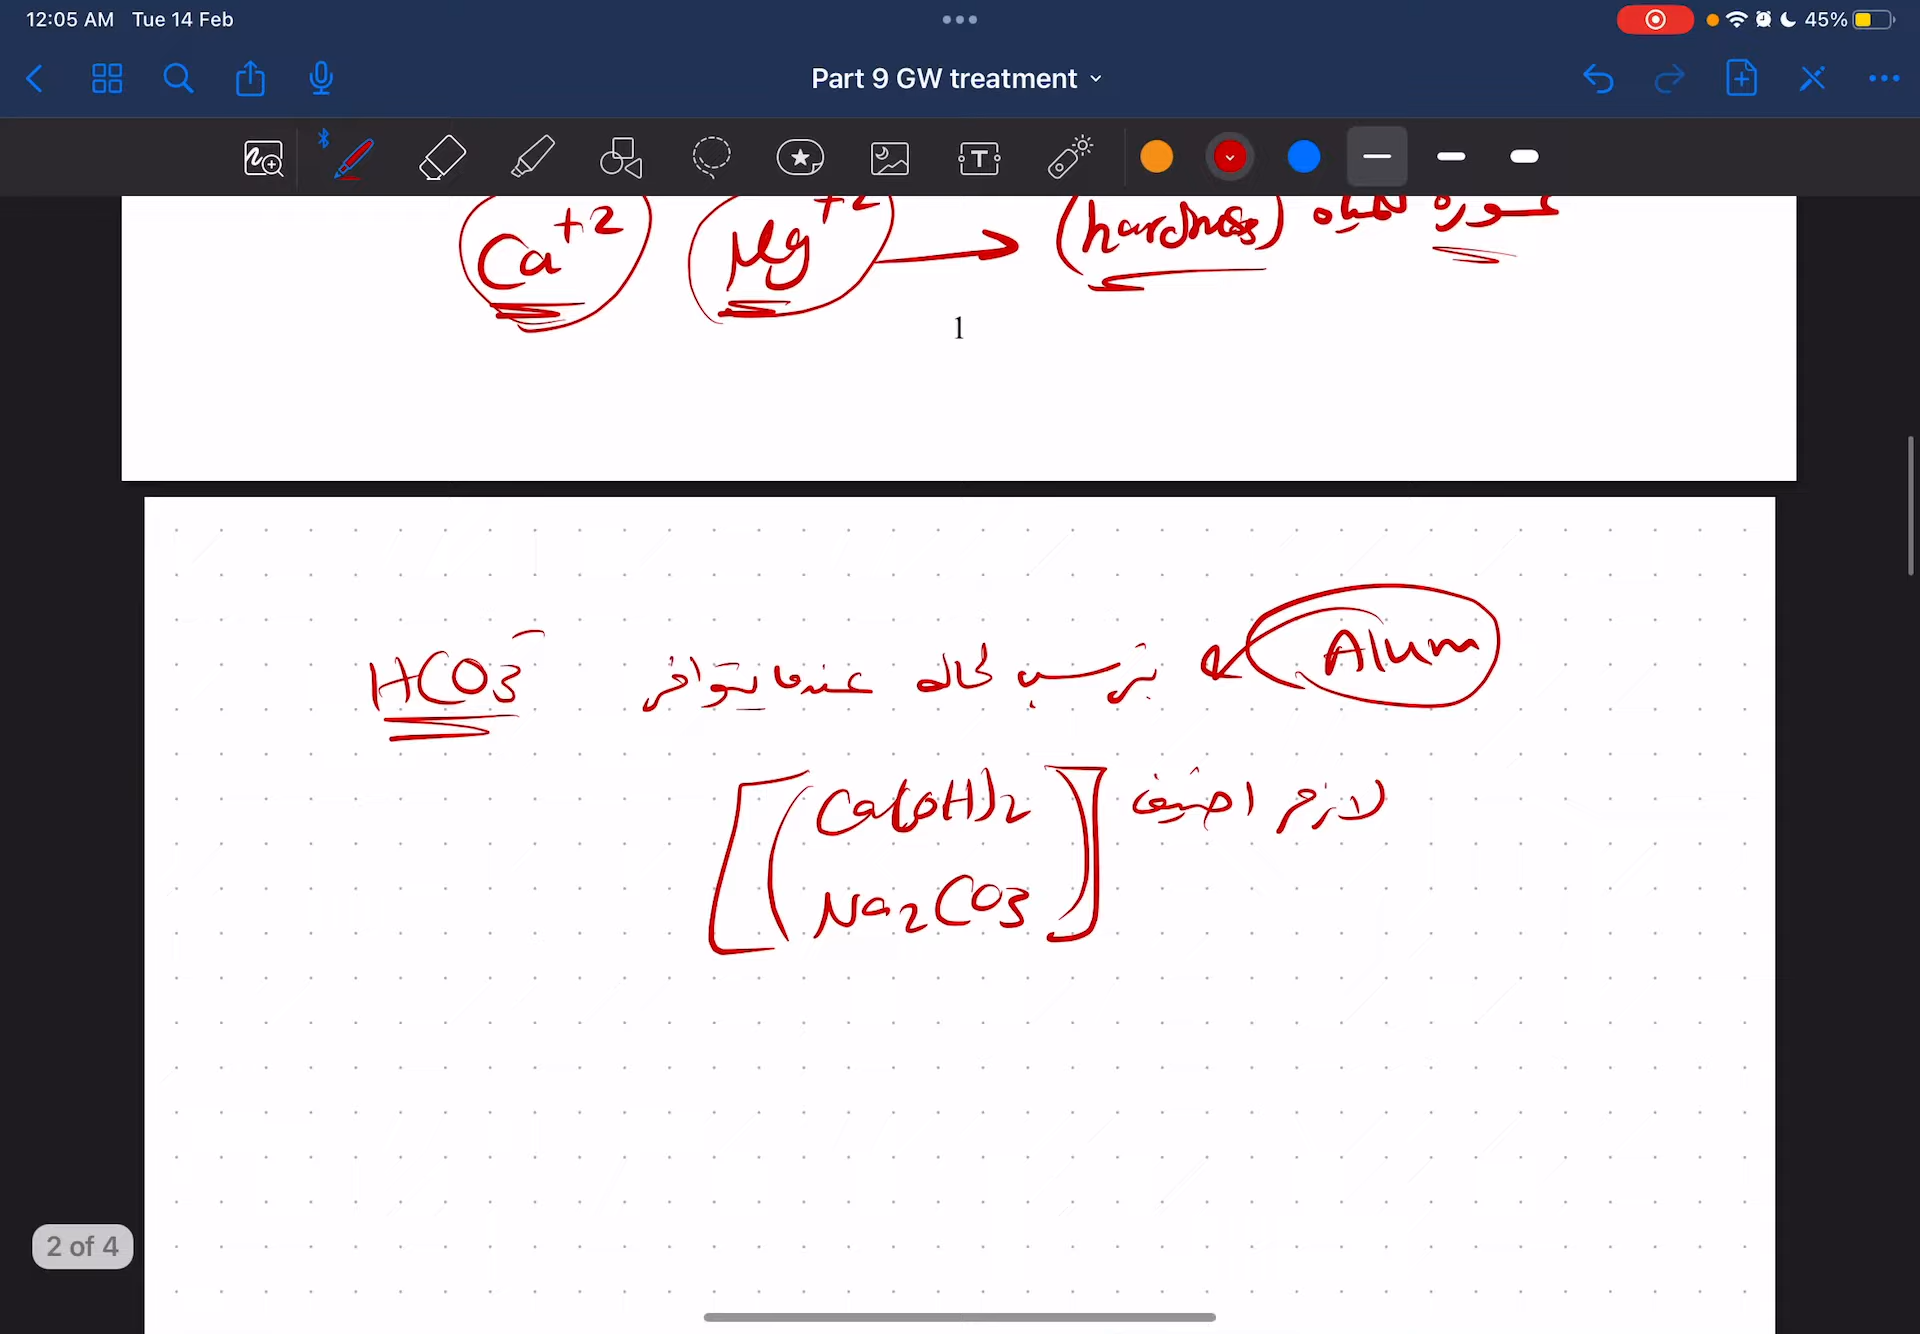 12:05 AM Tue 14 Feb 45%
Part 9 GW treatment
T
Ca+2 Mg+2 → (hardness) عسورة المياه
1
Alum بترسب لحاله عندما يتوافر HCO3-
لازم اضيف [(Ca(OH)2
Na2CO3)]
2 of 4